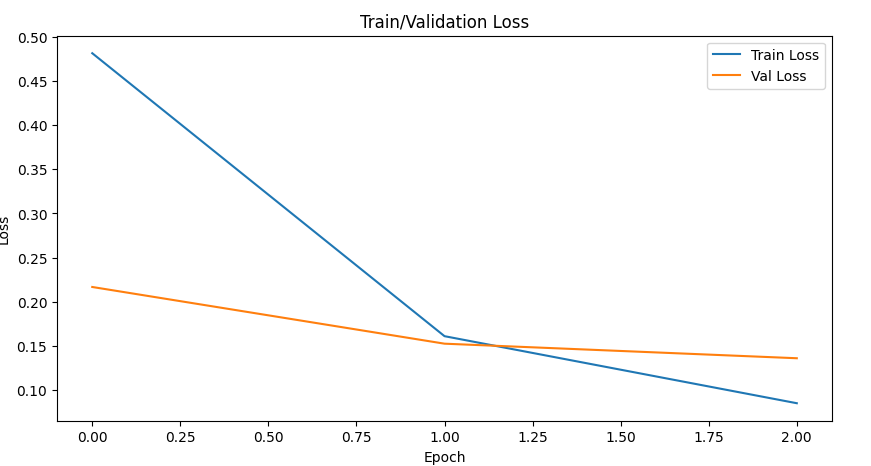 Train/Validation Loss
Train Loss
Val Loss
0.50
0.45
0.40
0.35
0.30
0.25
0.20
0.15
0.10
Loss
0.00 0.25 0.50 0.75 1.00 1.25 1.50 1.75 2.00
Epoch